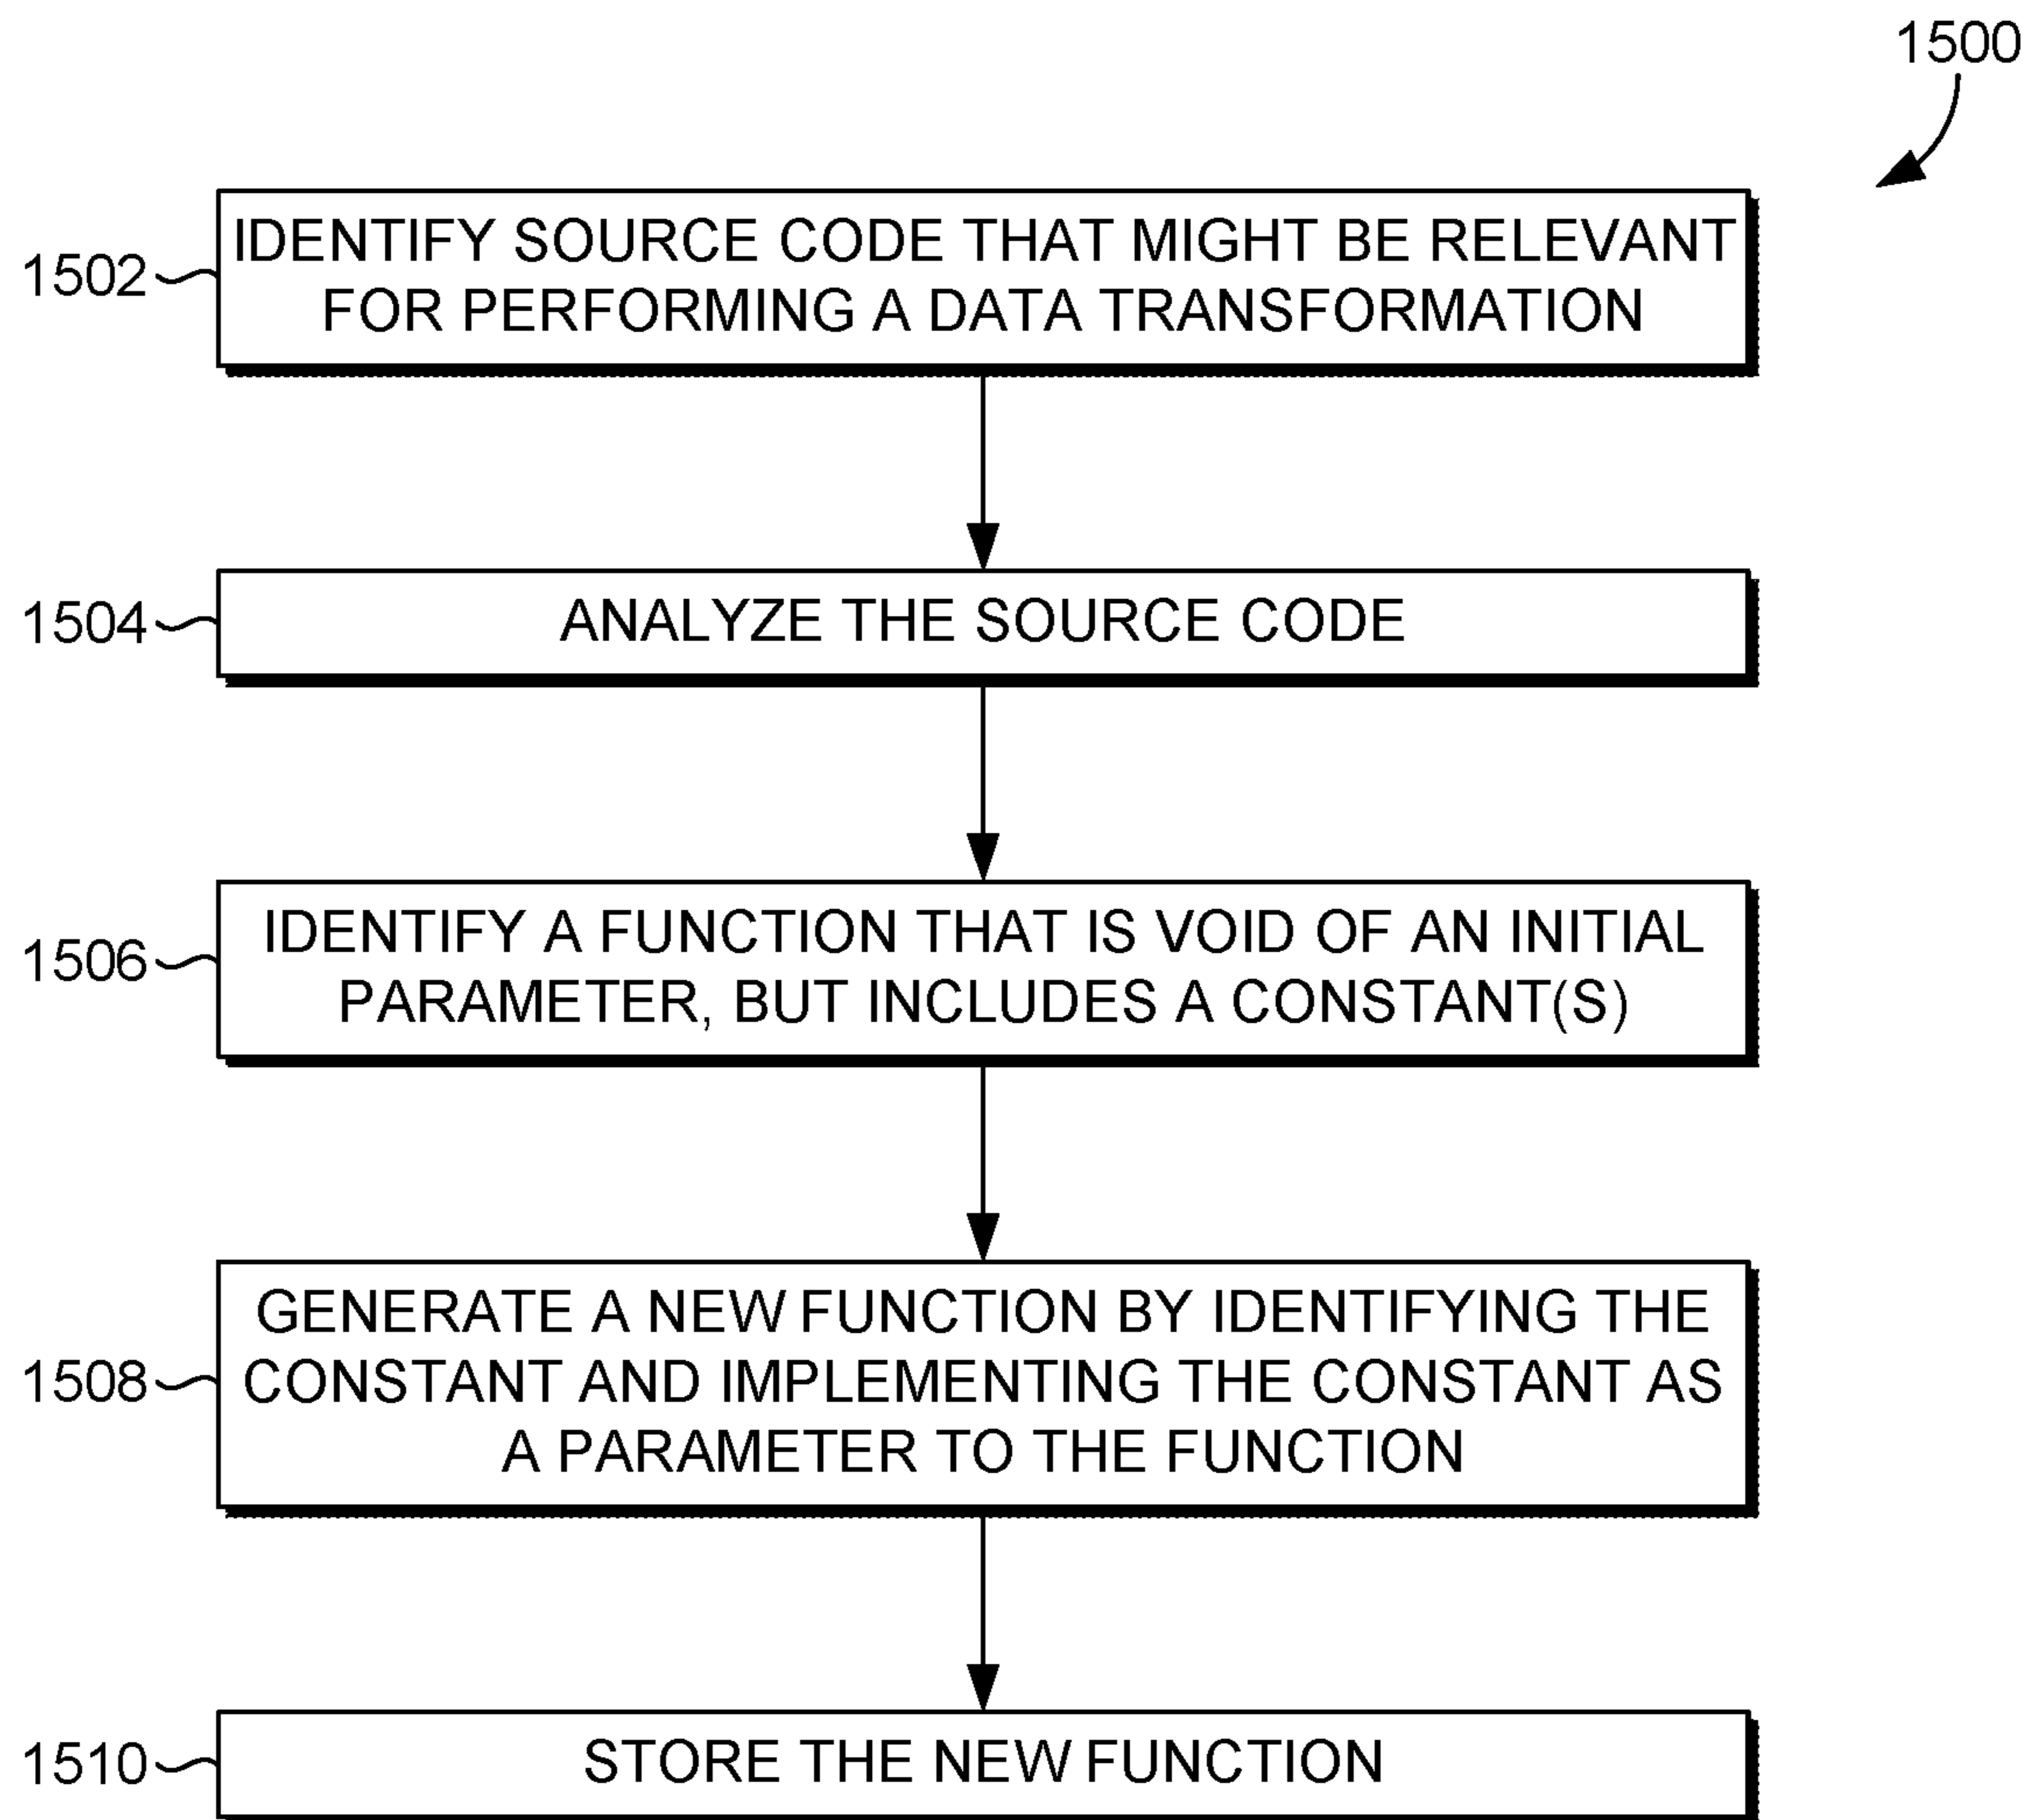 1500
1502
IDENTIFY SOURCE CODE THAT MIGHT BE RELEVANT
FOR PERFORMING A DATA TRANSFORMATION
1504
ANALYZE THE SOURCE CODE
1506
IDENTIFY A FUNCTION THAT IS VOID OF AN INITIAL
PARAMETER, BUT INCLUDES A CONSTANT(S)
1508
GENERATE A NEW FUNCTION BY IDENTIFYING THE
CONSTANT AND IMPLEMENTING THE CONSTANT AS
A PARAMETER TO THE FUNCTION
1510
STORE THE NEW FUNCTION